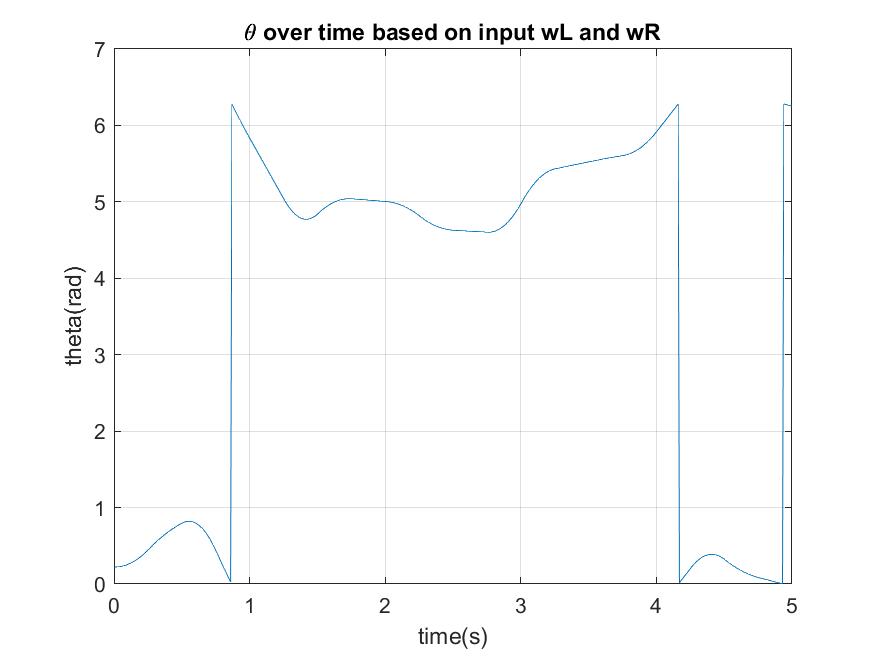 θ over time based on input wL and wR
7
6
5
4
3
2
1
0
theta(rad)
0 1 2 3 4 5
time(s)